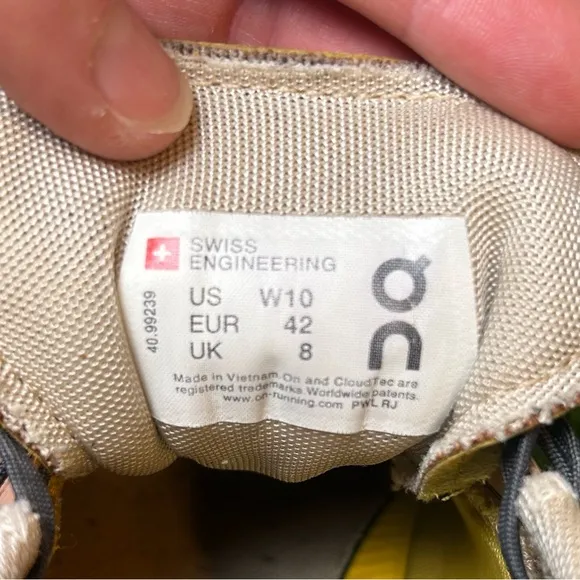 SWISS
ENGINEERING
US W10
EUR 42
UK 8
40.99239
on
Made in Vietnam On and CloudTec are
registered trademarks Worldwide patents.
www.on-running.com PWL RJ